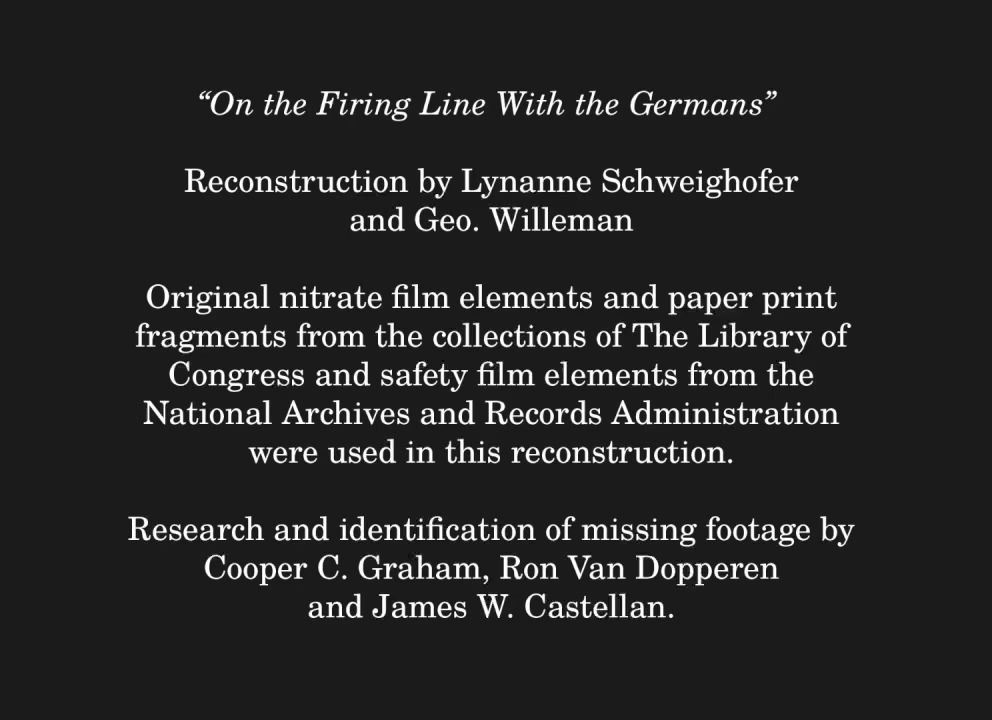 “On the Firing Line With the Germans”
Reconstruction by Lynanne Schweighofer
and Geo. Willeman
Original nitrate film elements and paper print
fragments from the collections of The Library of
Congress and safety film elements from the
National Archives and Records Administration
were used in this reconstruction.
Research and identification of missing footage by
Cooper C. Graham, Ron Van Dopperen
and James W. Castellan.